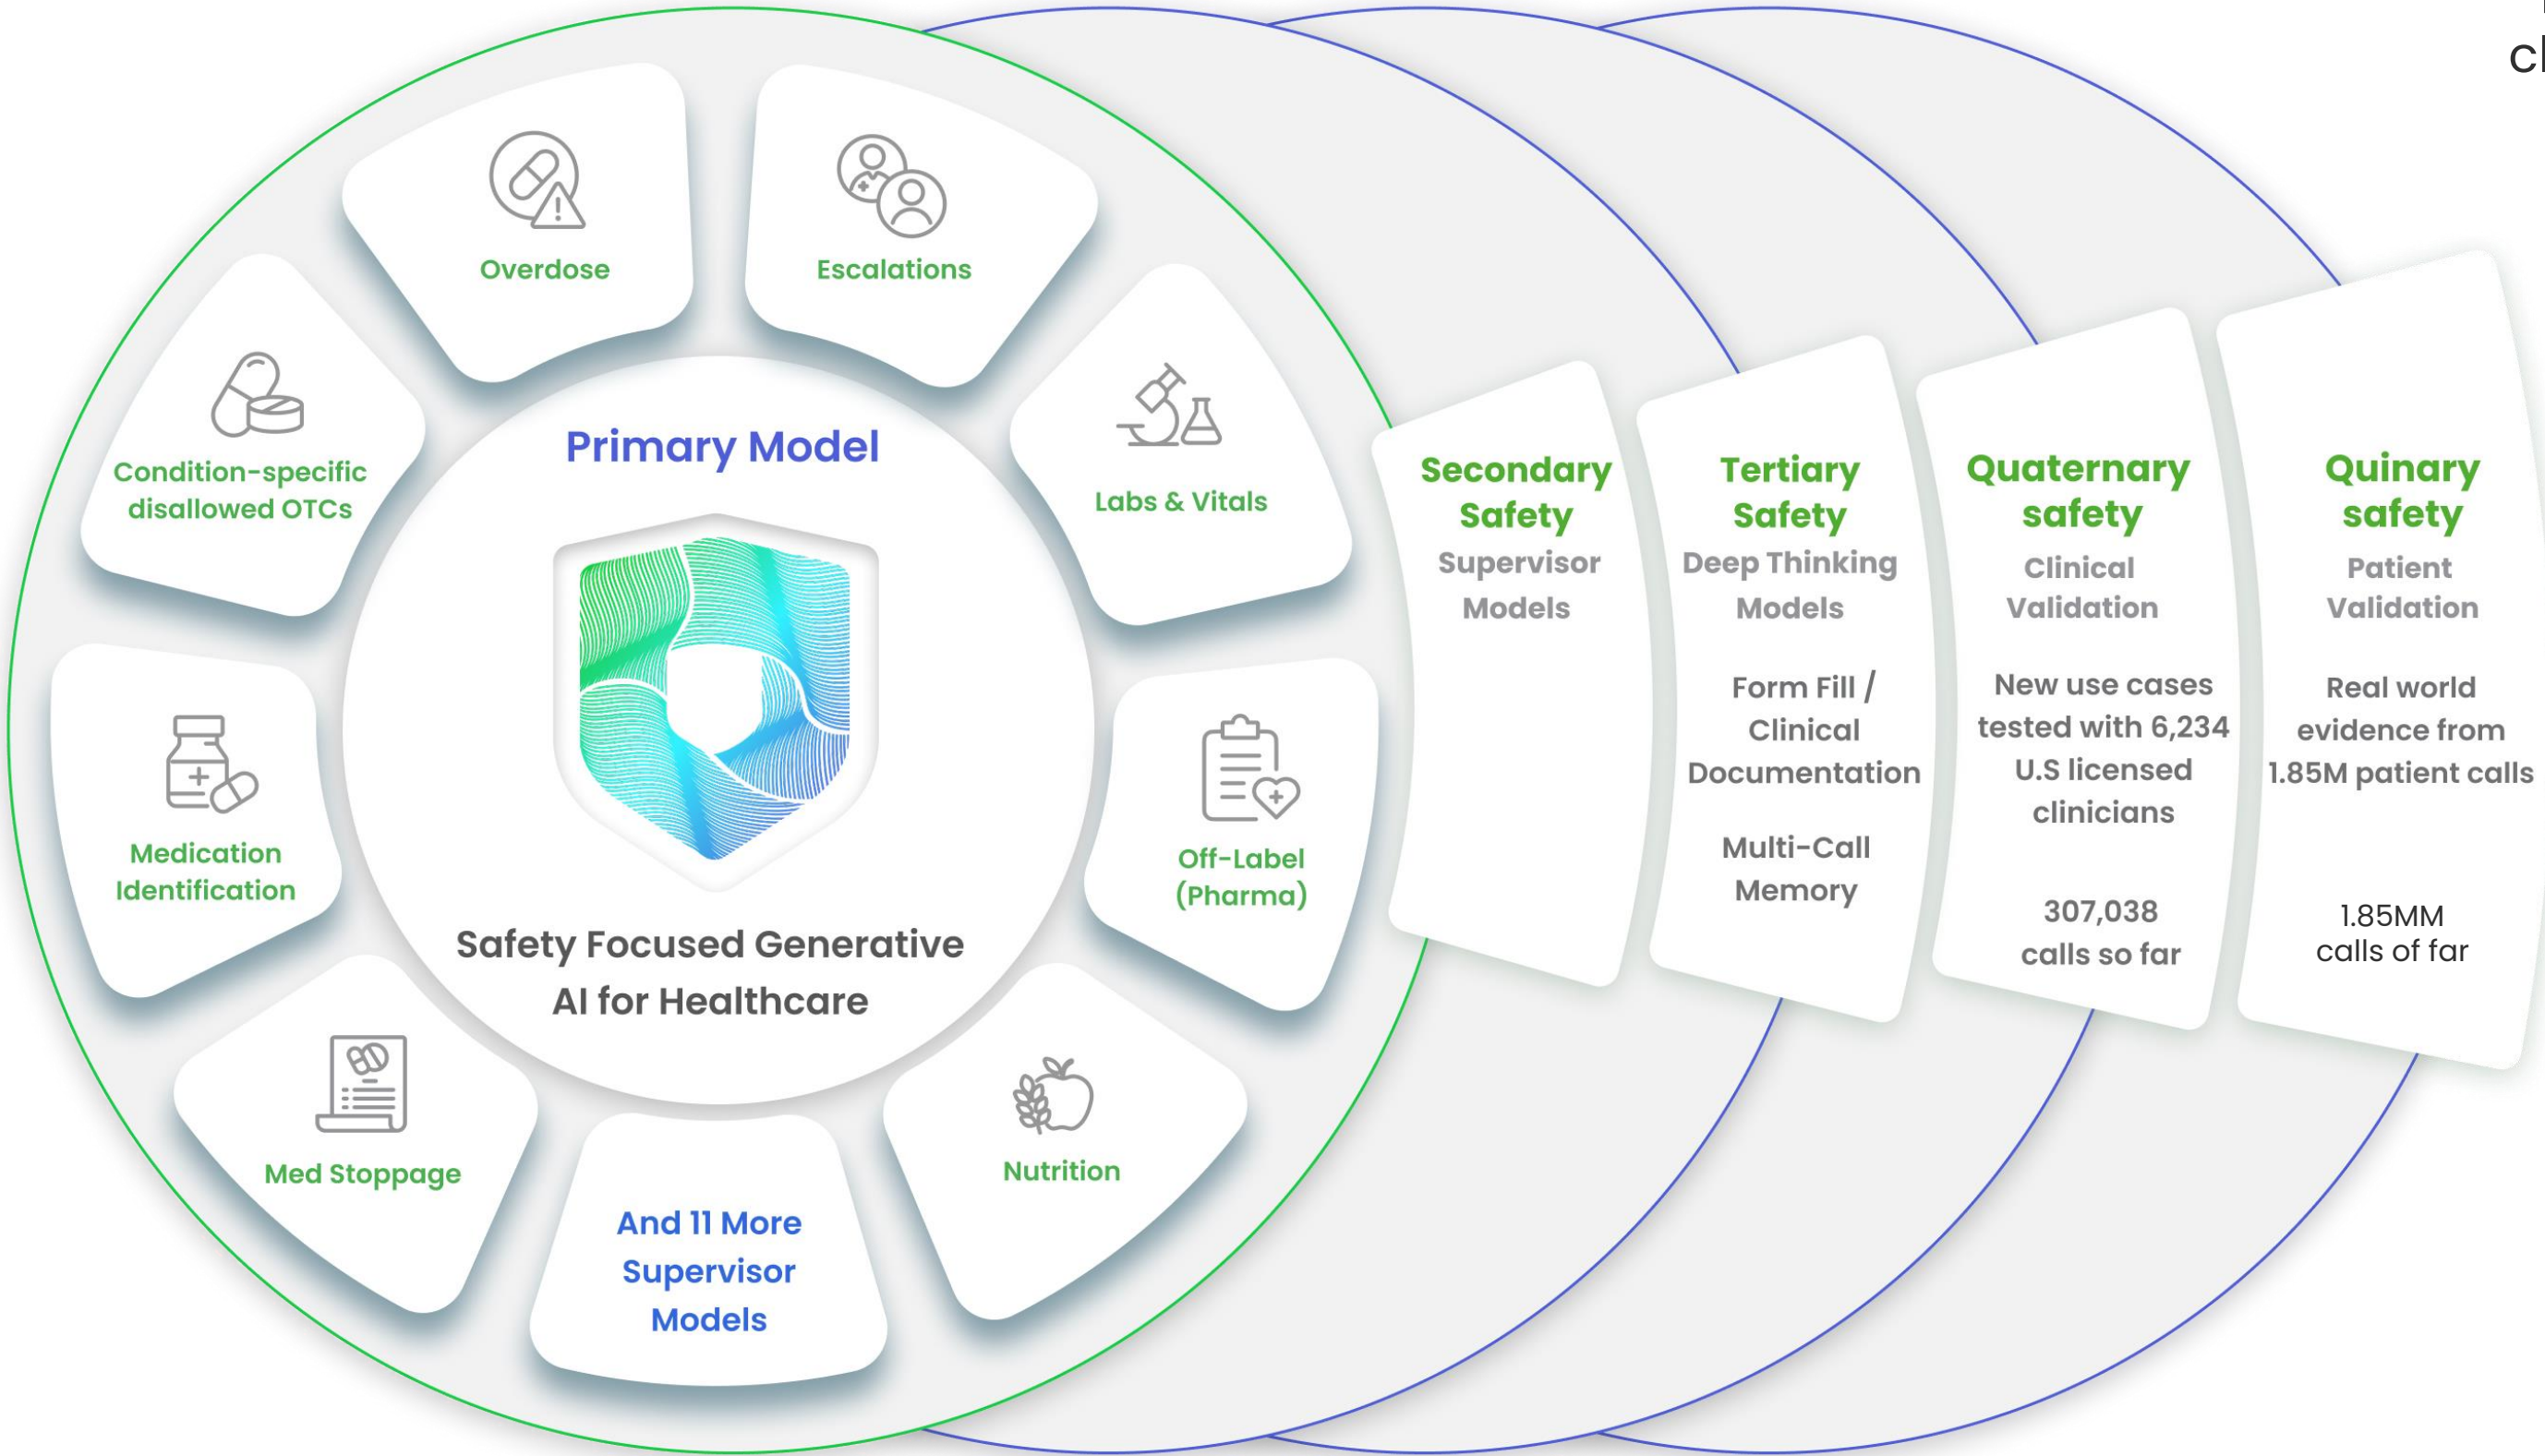 Overdose
Escalations
Condition-specific
disallowed OTCs
Labs & Vitals
Medication
Identification
Off-Label
(Pharma)
Med Stoppage
Nutrition
And 11 More
Supervisor
Models
Primary Model
Safety Focused Generative
AI for Healthcare
Secondary
Safety
Supervisor
Models
Tertiary
Safety
Deep Thinking
Models
Form Fill /
Clinical
Documentation
Multi-Call
Memory
Quaternary
safety
Clinical
Validation
New use cases
tested with 6,234
U.S licensed
clinicians
307,038
calls so far
Quinary
safety
Patient
Validation
Real world
evidence from
1.85M patient calls
1.85MM
calls of far